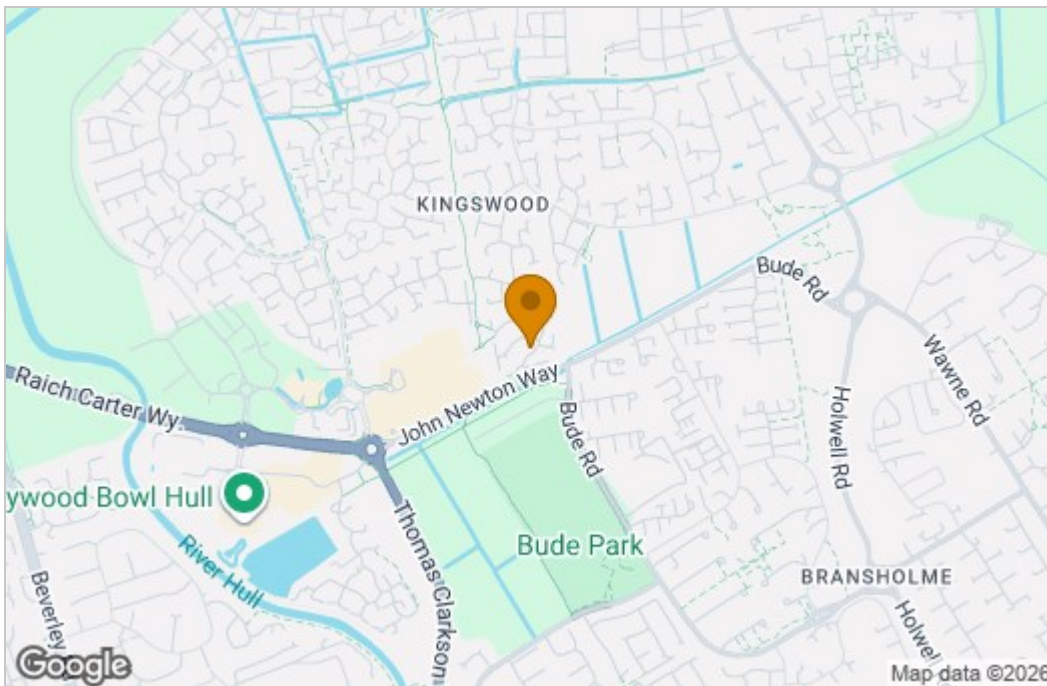 KINGSWOOD
Bude Rd
Raich Carter Wy.
John Newton Way
Wawne Rd
Holwell Rd
Bude Rd
ywood Bowl Hull
Thomas Clarkson
Bude Park
River Hull
BRANSHOLME
Beverley
Holwell
Google
Map data ©2026